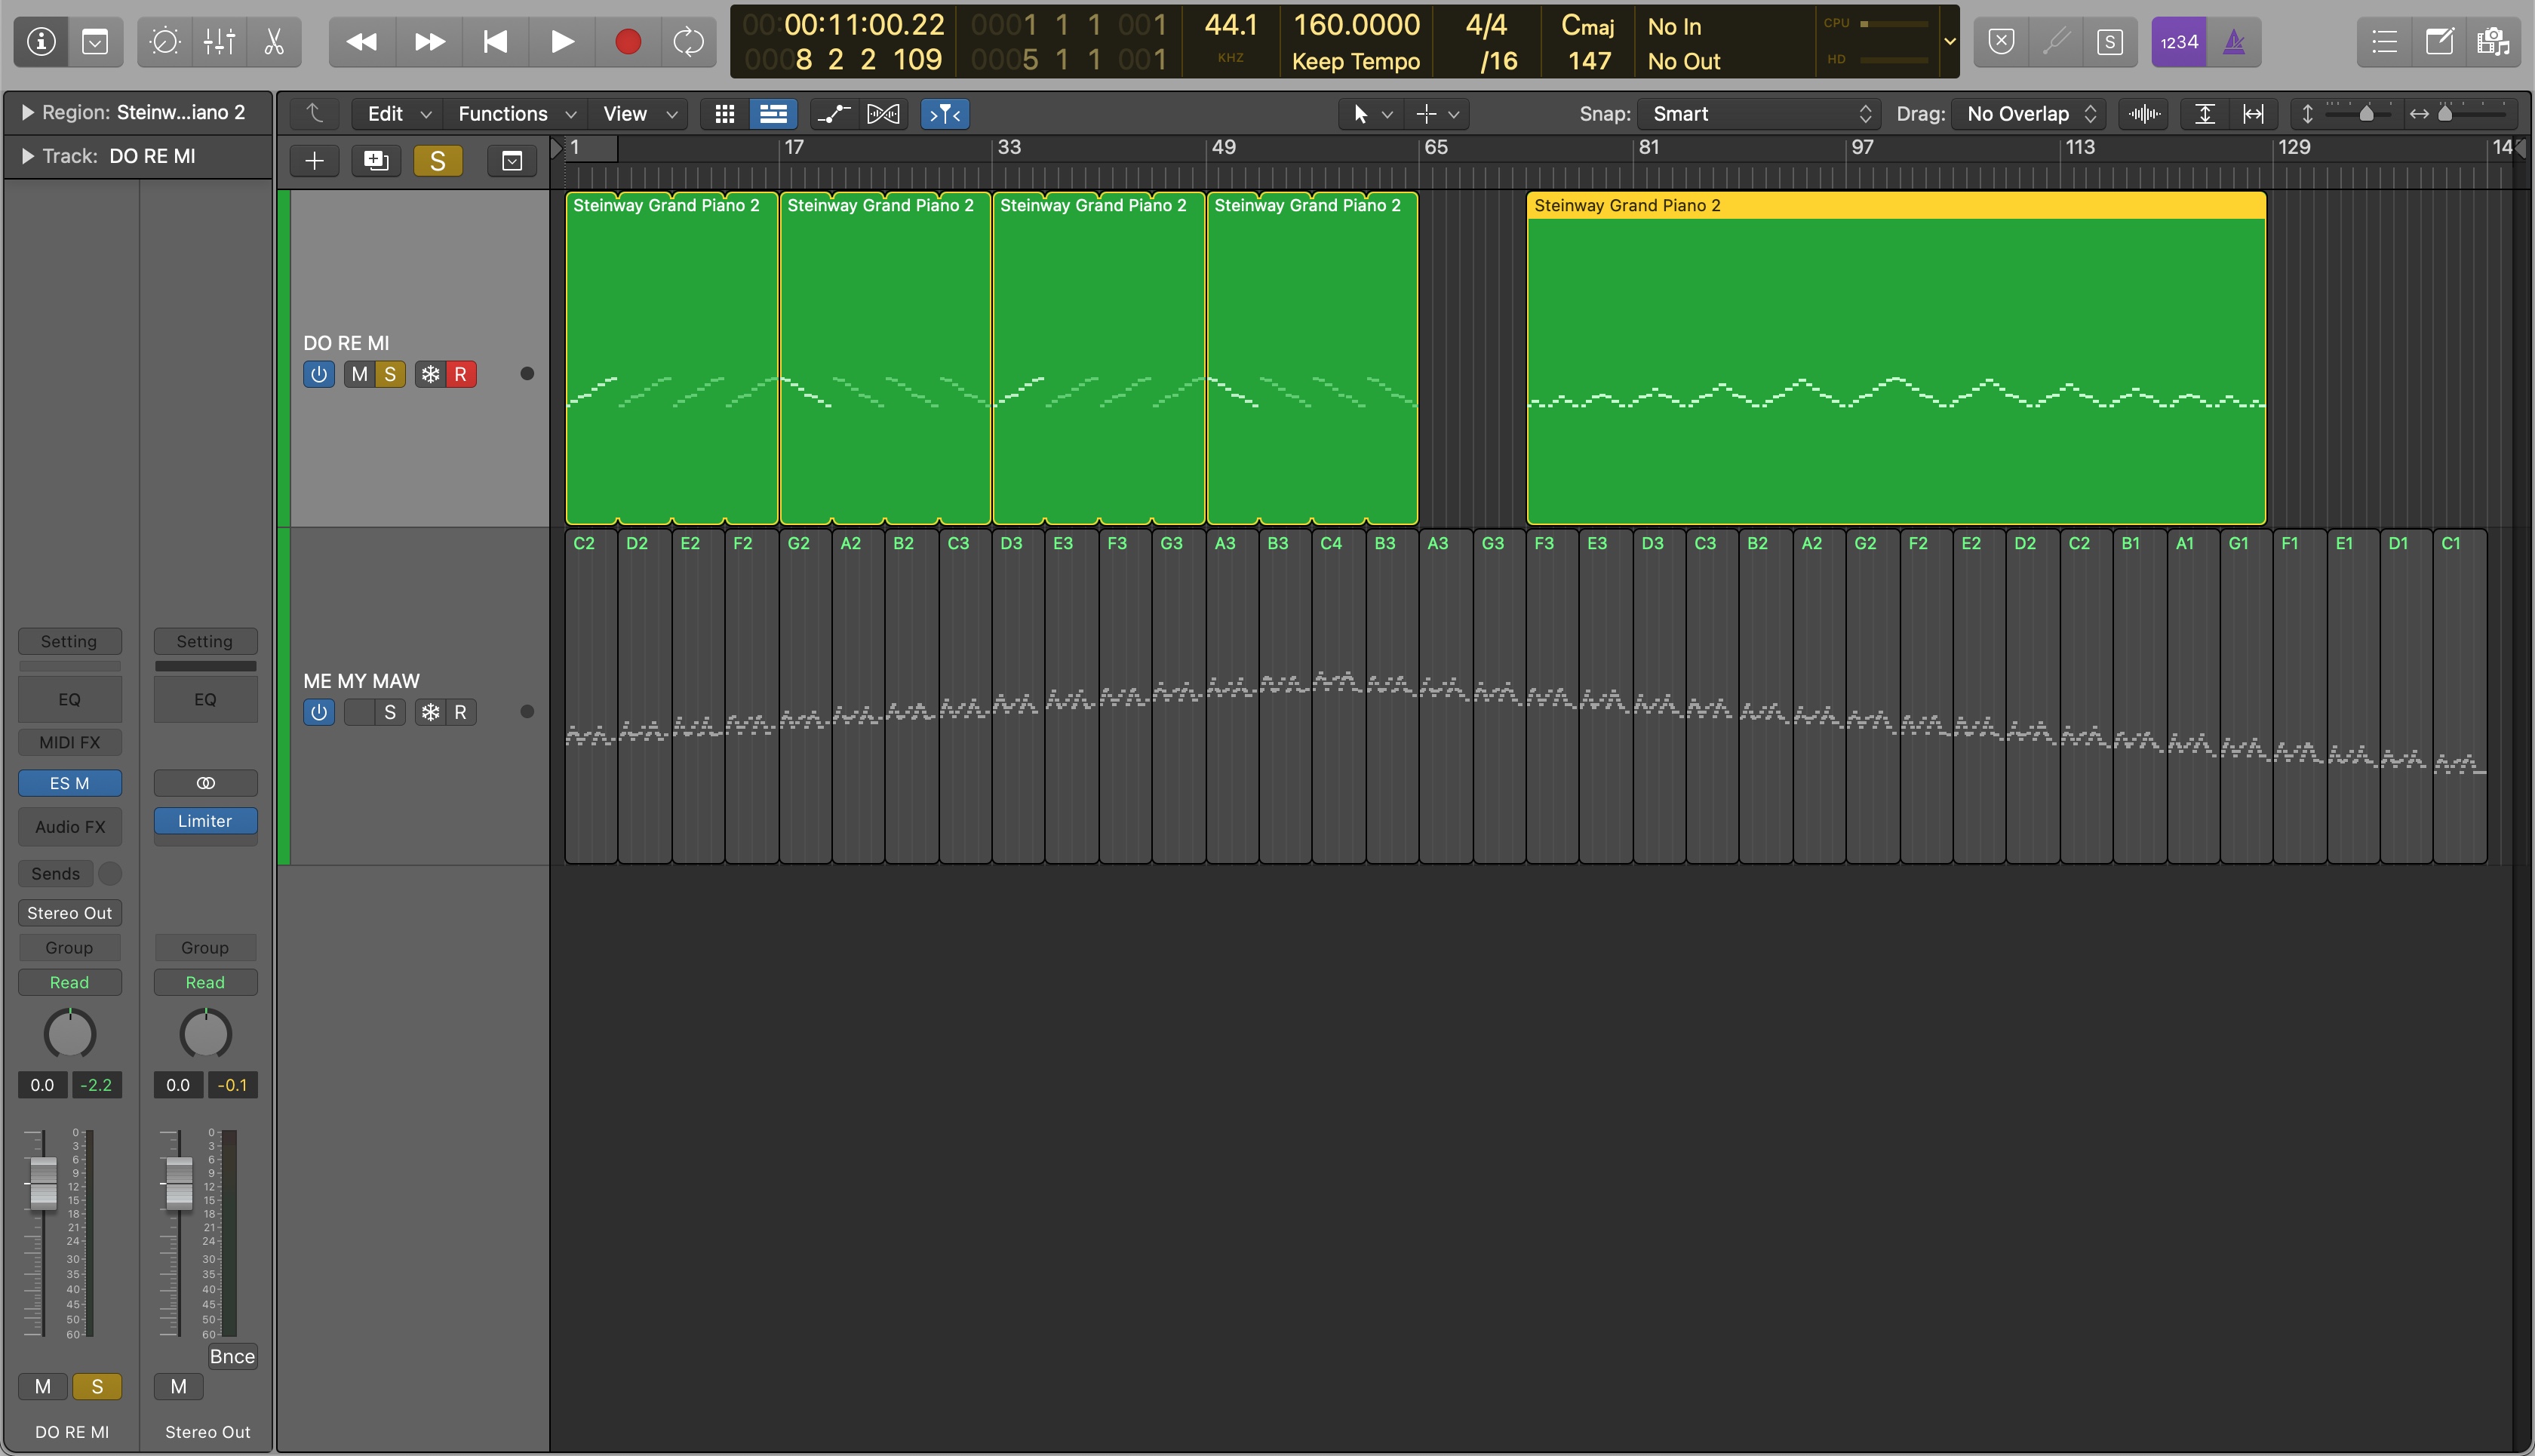 00:00:11:00.22
0001 1 1 001
44.1
160.0000
4/4
Cmaj
No In
CPU
1234
0008 2 2 109
0005 1 1 001
KHZ
Keep Tempo
/16
147
No Out
HD
Region: Steinw...iano 2
Edit
Functions
View
Snap: Smart
Drag: No Overlap
Track: DO RE MI
S
1 17 33 49 65 81 97 113 129 14
Steinway Grand Piano 2
Steinway Grand Piano 2
Steinway Grand Piano 2
Steinway Grand Piano 2
Steinway Grand Piano 2
DO RE MI
M S R
C2 D2 E2 F2 G2 A2 B2 C3 D3 E3 F3 G3 A3 B3 C4 B3 A3 G3 F3 E3 D3 C3 B2 A2 G2 F2 E2 D2 C2 B1 A1 G1 F1 E1 D1 C1
ME MY MAW
S R
Setting
Setting
EQ
EQ
MIDI FX
ES M
Audio FX
Limiter
Sends
Stereo Out
Group
Group
Read
Read
0.0 -2.2
0.0 -0.1
0 3 6 9 12 15 18 21 24 30 35 40 45 50 60
0 3 6 9 12 15 18 21 24 30 35 40 45 50 60
Bnce
M S
M
DO RE MI
Stereo Out